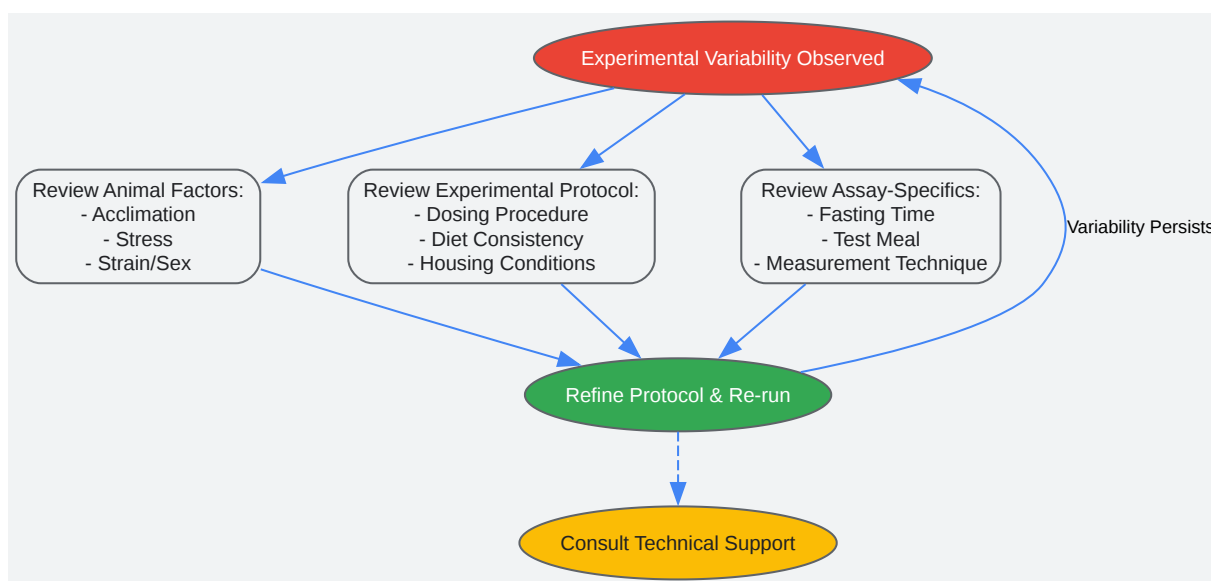 Experimental Variability Observed
Review Animal Factors:
- Acclimation
- Stress
- Strain/Sex
Review Experimental Protocol:
- Dosing Procedure
- Diet Consistency
- Housing Conditions
Review Assay-Specifics:
- Fasting Time
- Test Meal
- Measurement Technique
Variability Persists
Refine Protocol & Re-run
Consult Technical Support